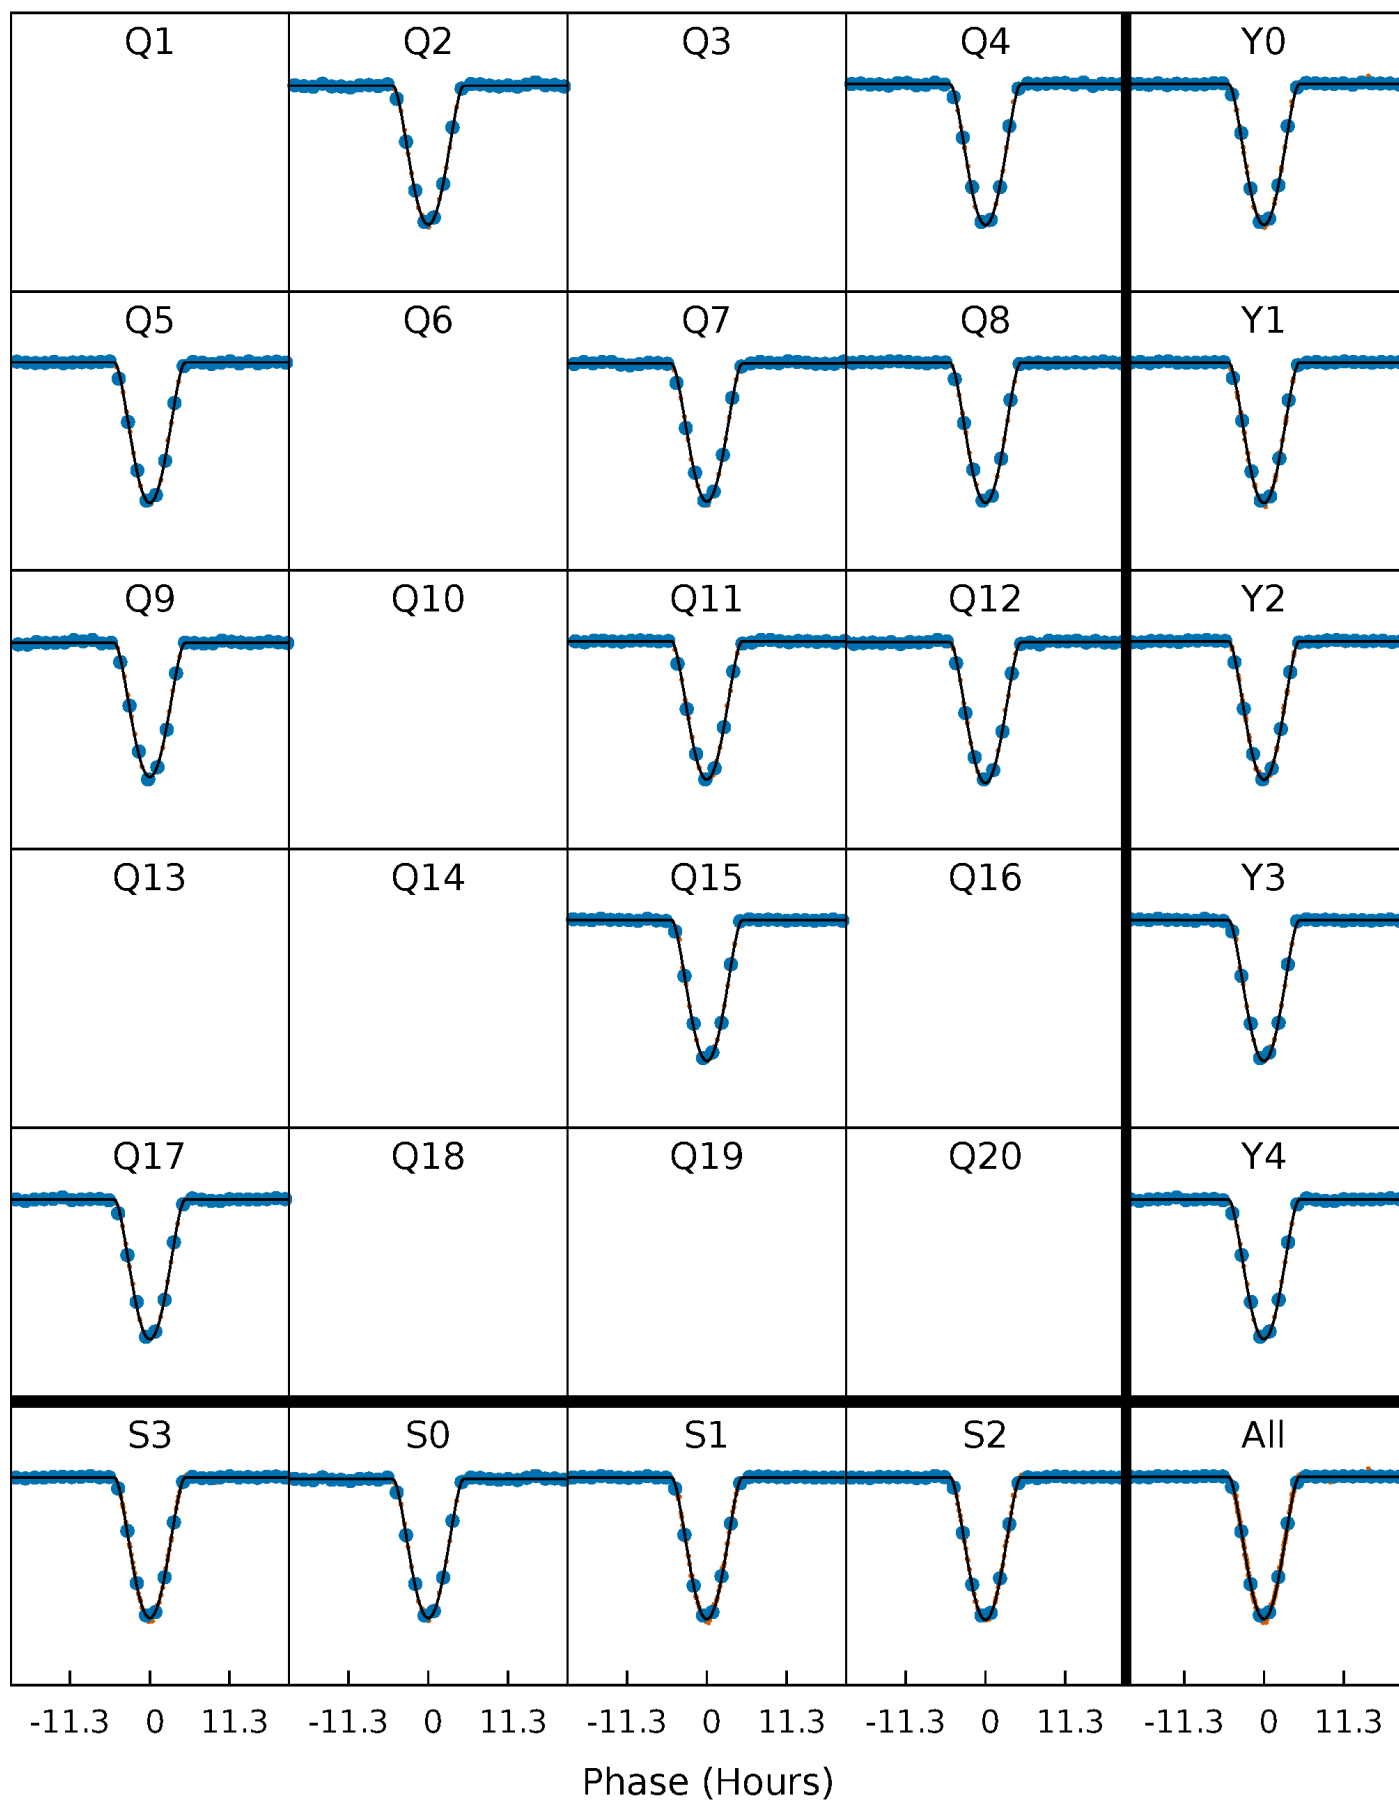 Q1 Q2 Q3 Q4 Y0
Q5 Q6 Q7 Q8 Y1
Q9 Q10 Q11 Q12 Y2
Q13 Q14 Q15 Q16 Y3
Q17 Q18 Q19 Q20 Y4
S3 S0 S1 S2 All
-11.3 0 11.3 -11.3 0 11.3 -11.3 0 11.3 -11.3 0 11.3 -11.3 0 11.3
Phase (Hours)